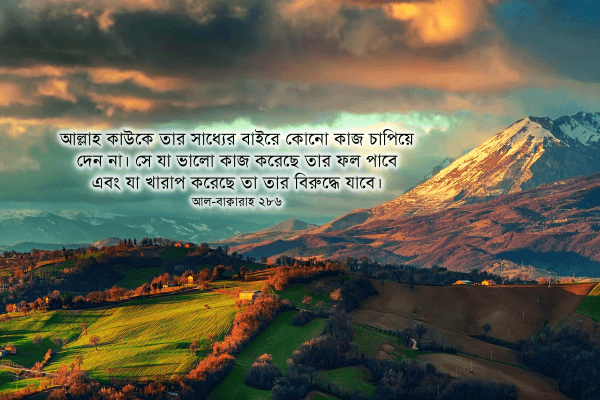 আল্লাহ কাউকে তার সাধ্যের বাইরে কোনো কাজ চাপিয়ে
দেন না। সে যা ভালো কাজ করেছে তার ফল পাবে
এবং যা খারাপ করেছে তা তার বিরুদ্ধে যাবে।
আল-বাক্বারাহ ২৮৬